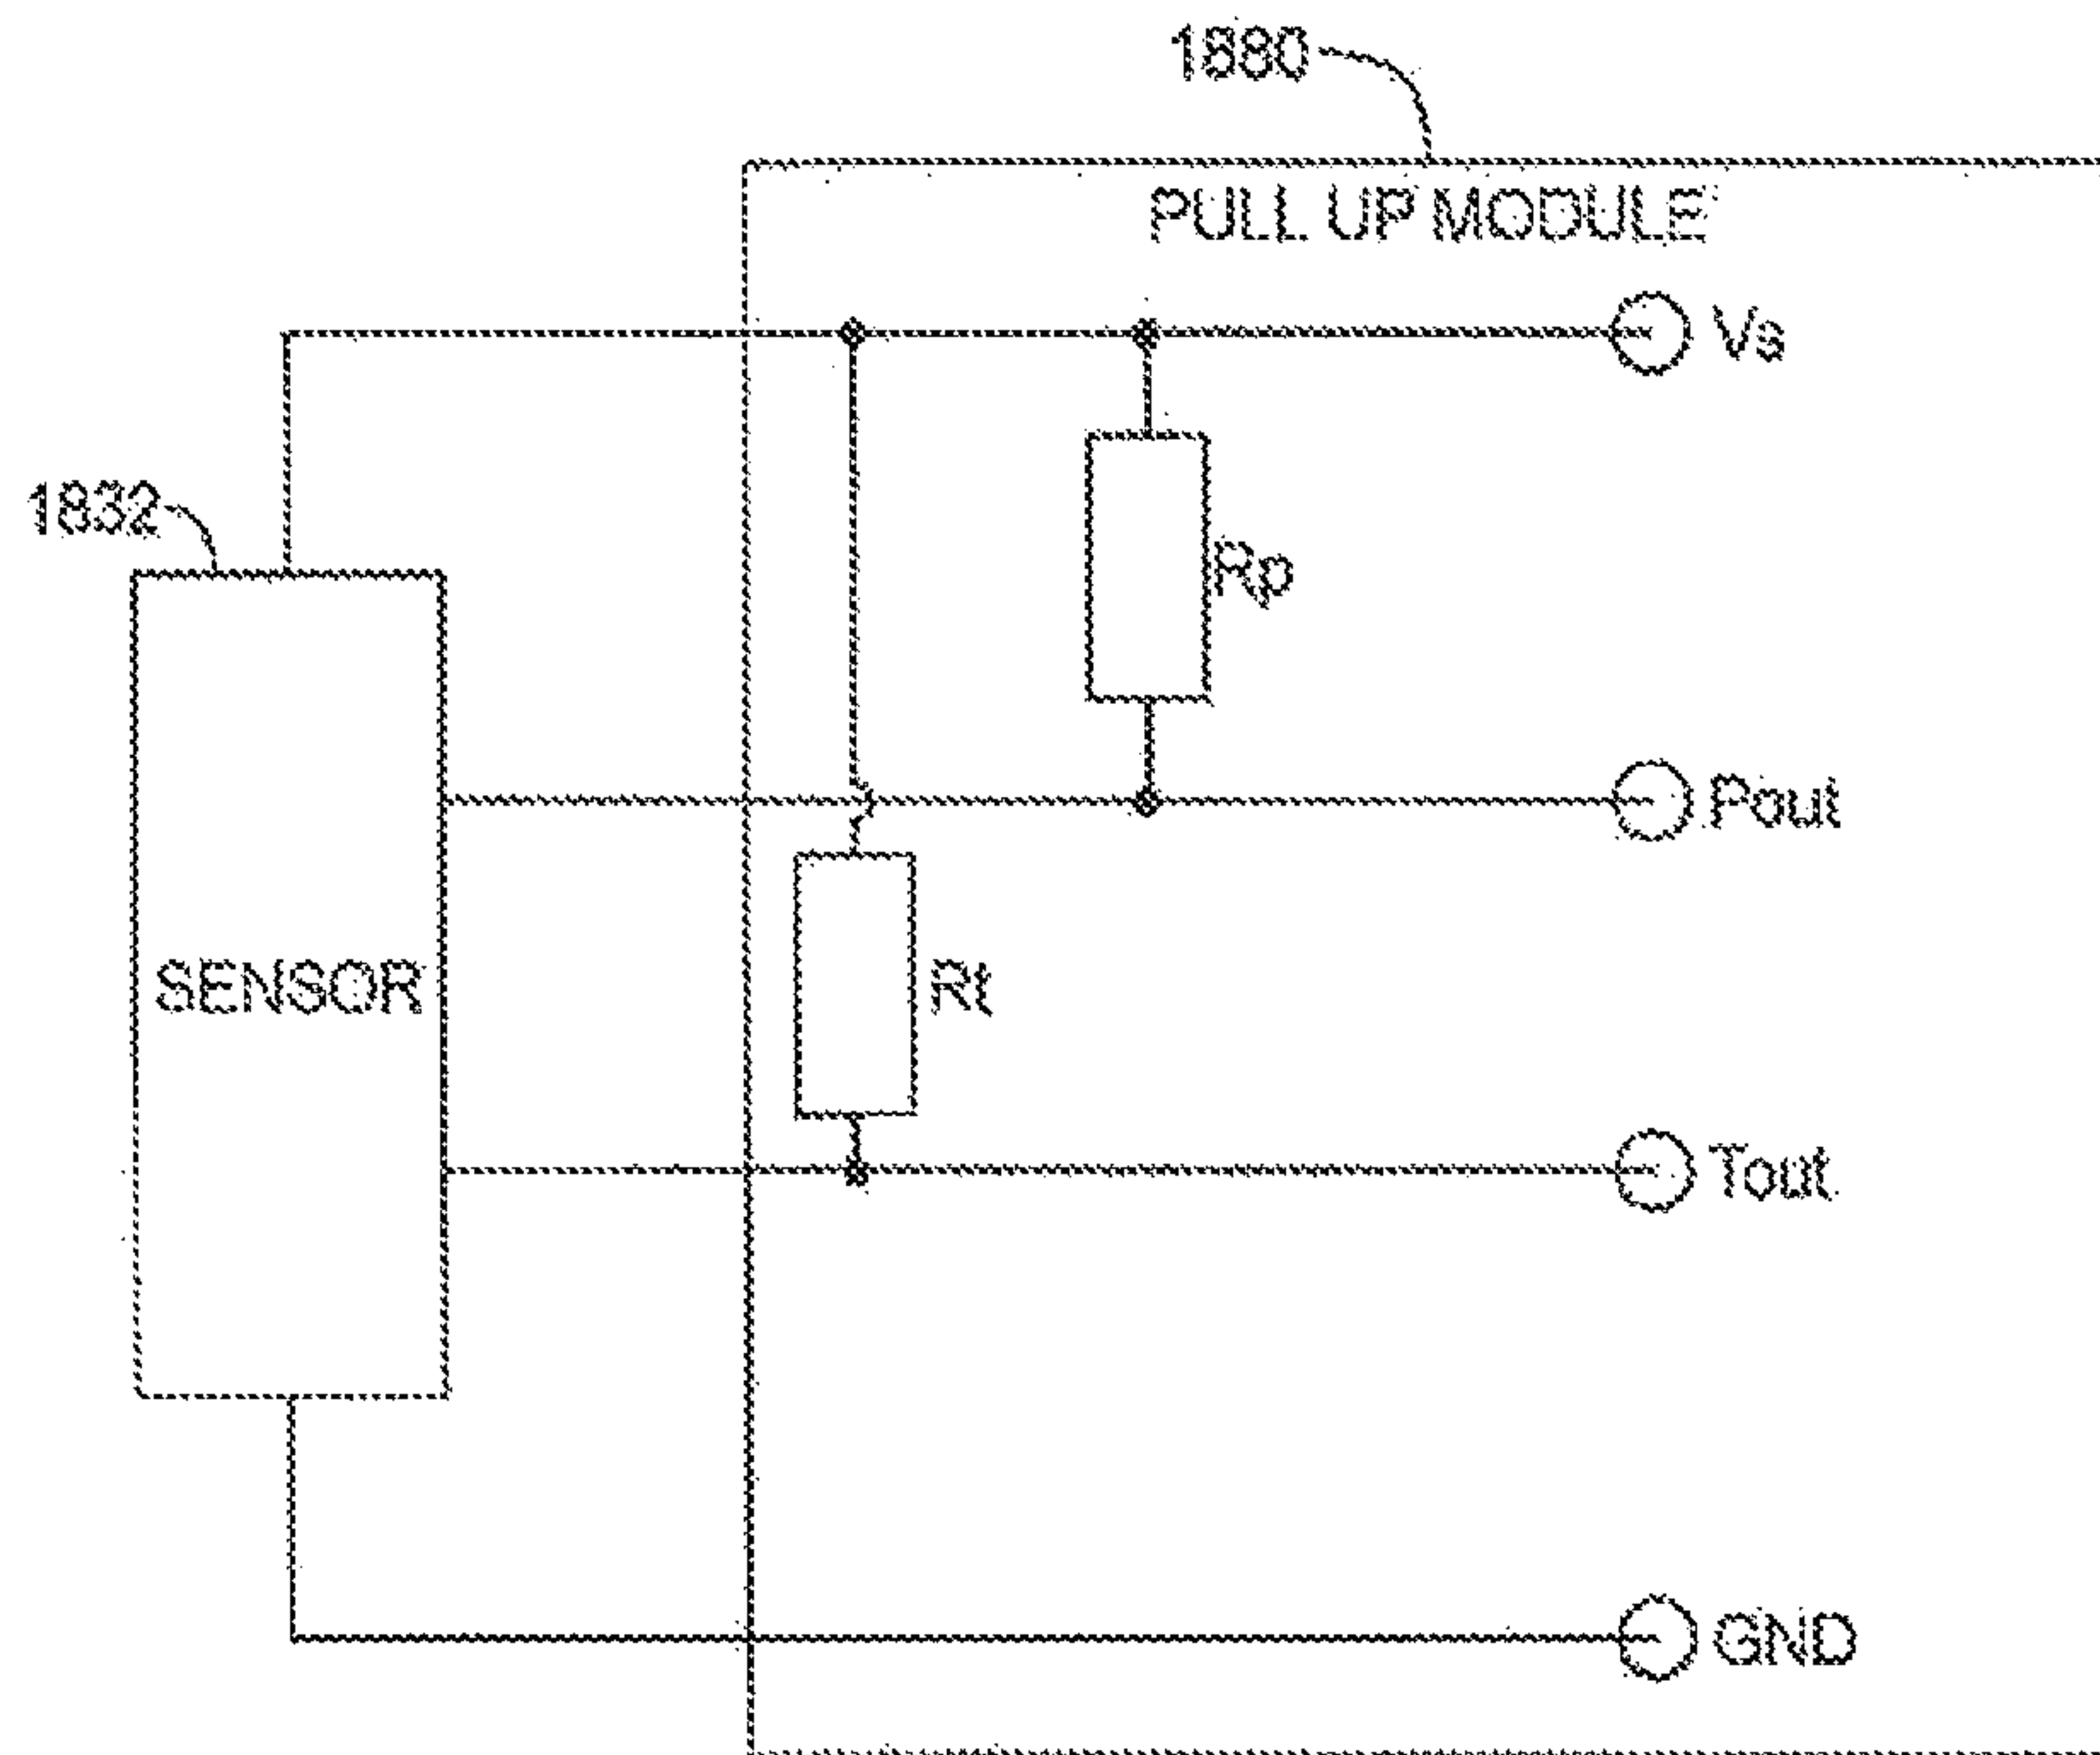 1880
PULL UP MODULE
Vs
1832
Rp
Pout
SENSOR
Rt
Tout
GND